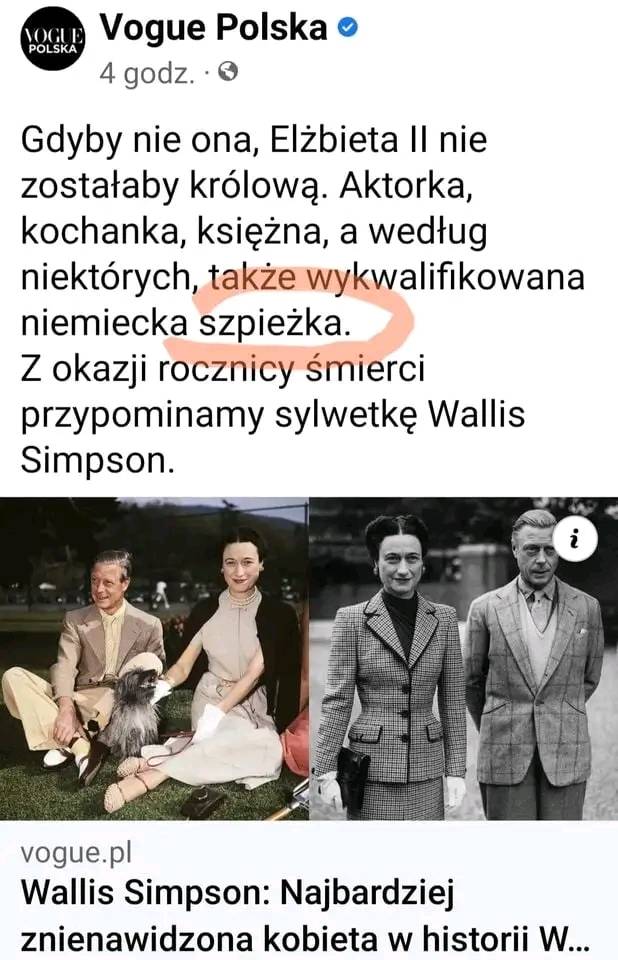 VOGUE
POLSKA
Vogue Polska
4 godz. ·
Gdyby nie ona, Elżbieta II nie
zostałaby królową. Aktorka,
kochanka, księżna, a według
niektórych, także wykwalifikowana
niemiecka szpieżka.
Z okazji rocznicy śmierci
przypominamy sylwetkę Wallis
Simpson.
i
vogue.pl
Wallis Simpson: Najbardziej
znienawidzona kobieta w historii W...